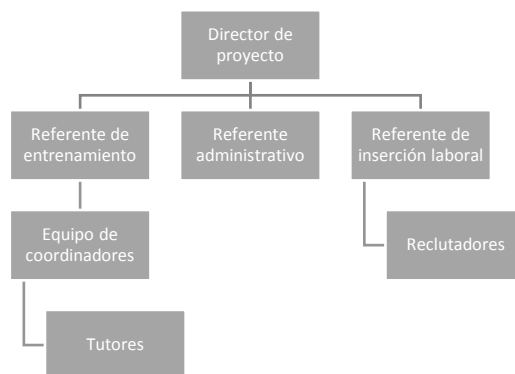 Director de
proyecto
Referente de
entrenamiento
Referente
administrativo
Referente de
inserción laboral
Equipo de
coordinadores
Reclutadores
Tutores